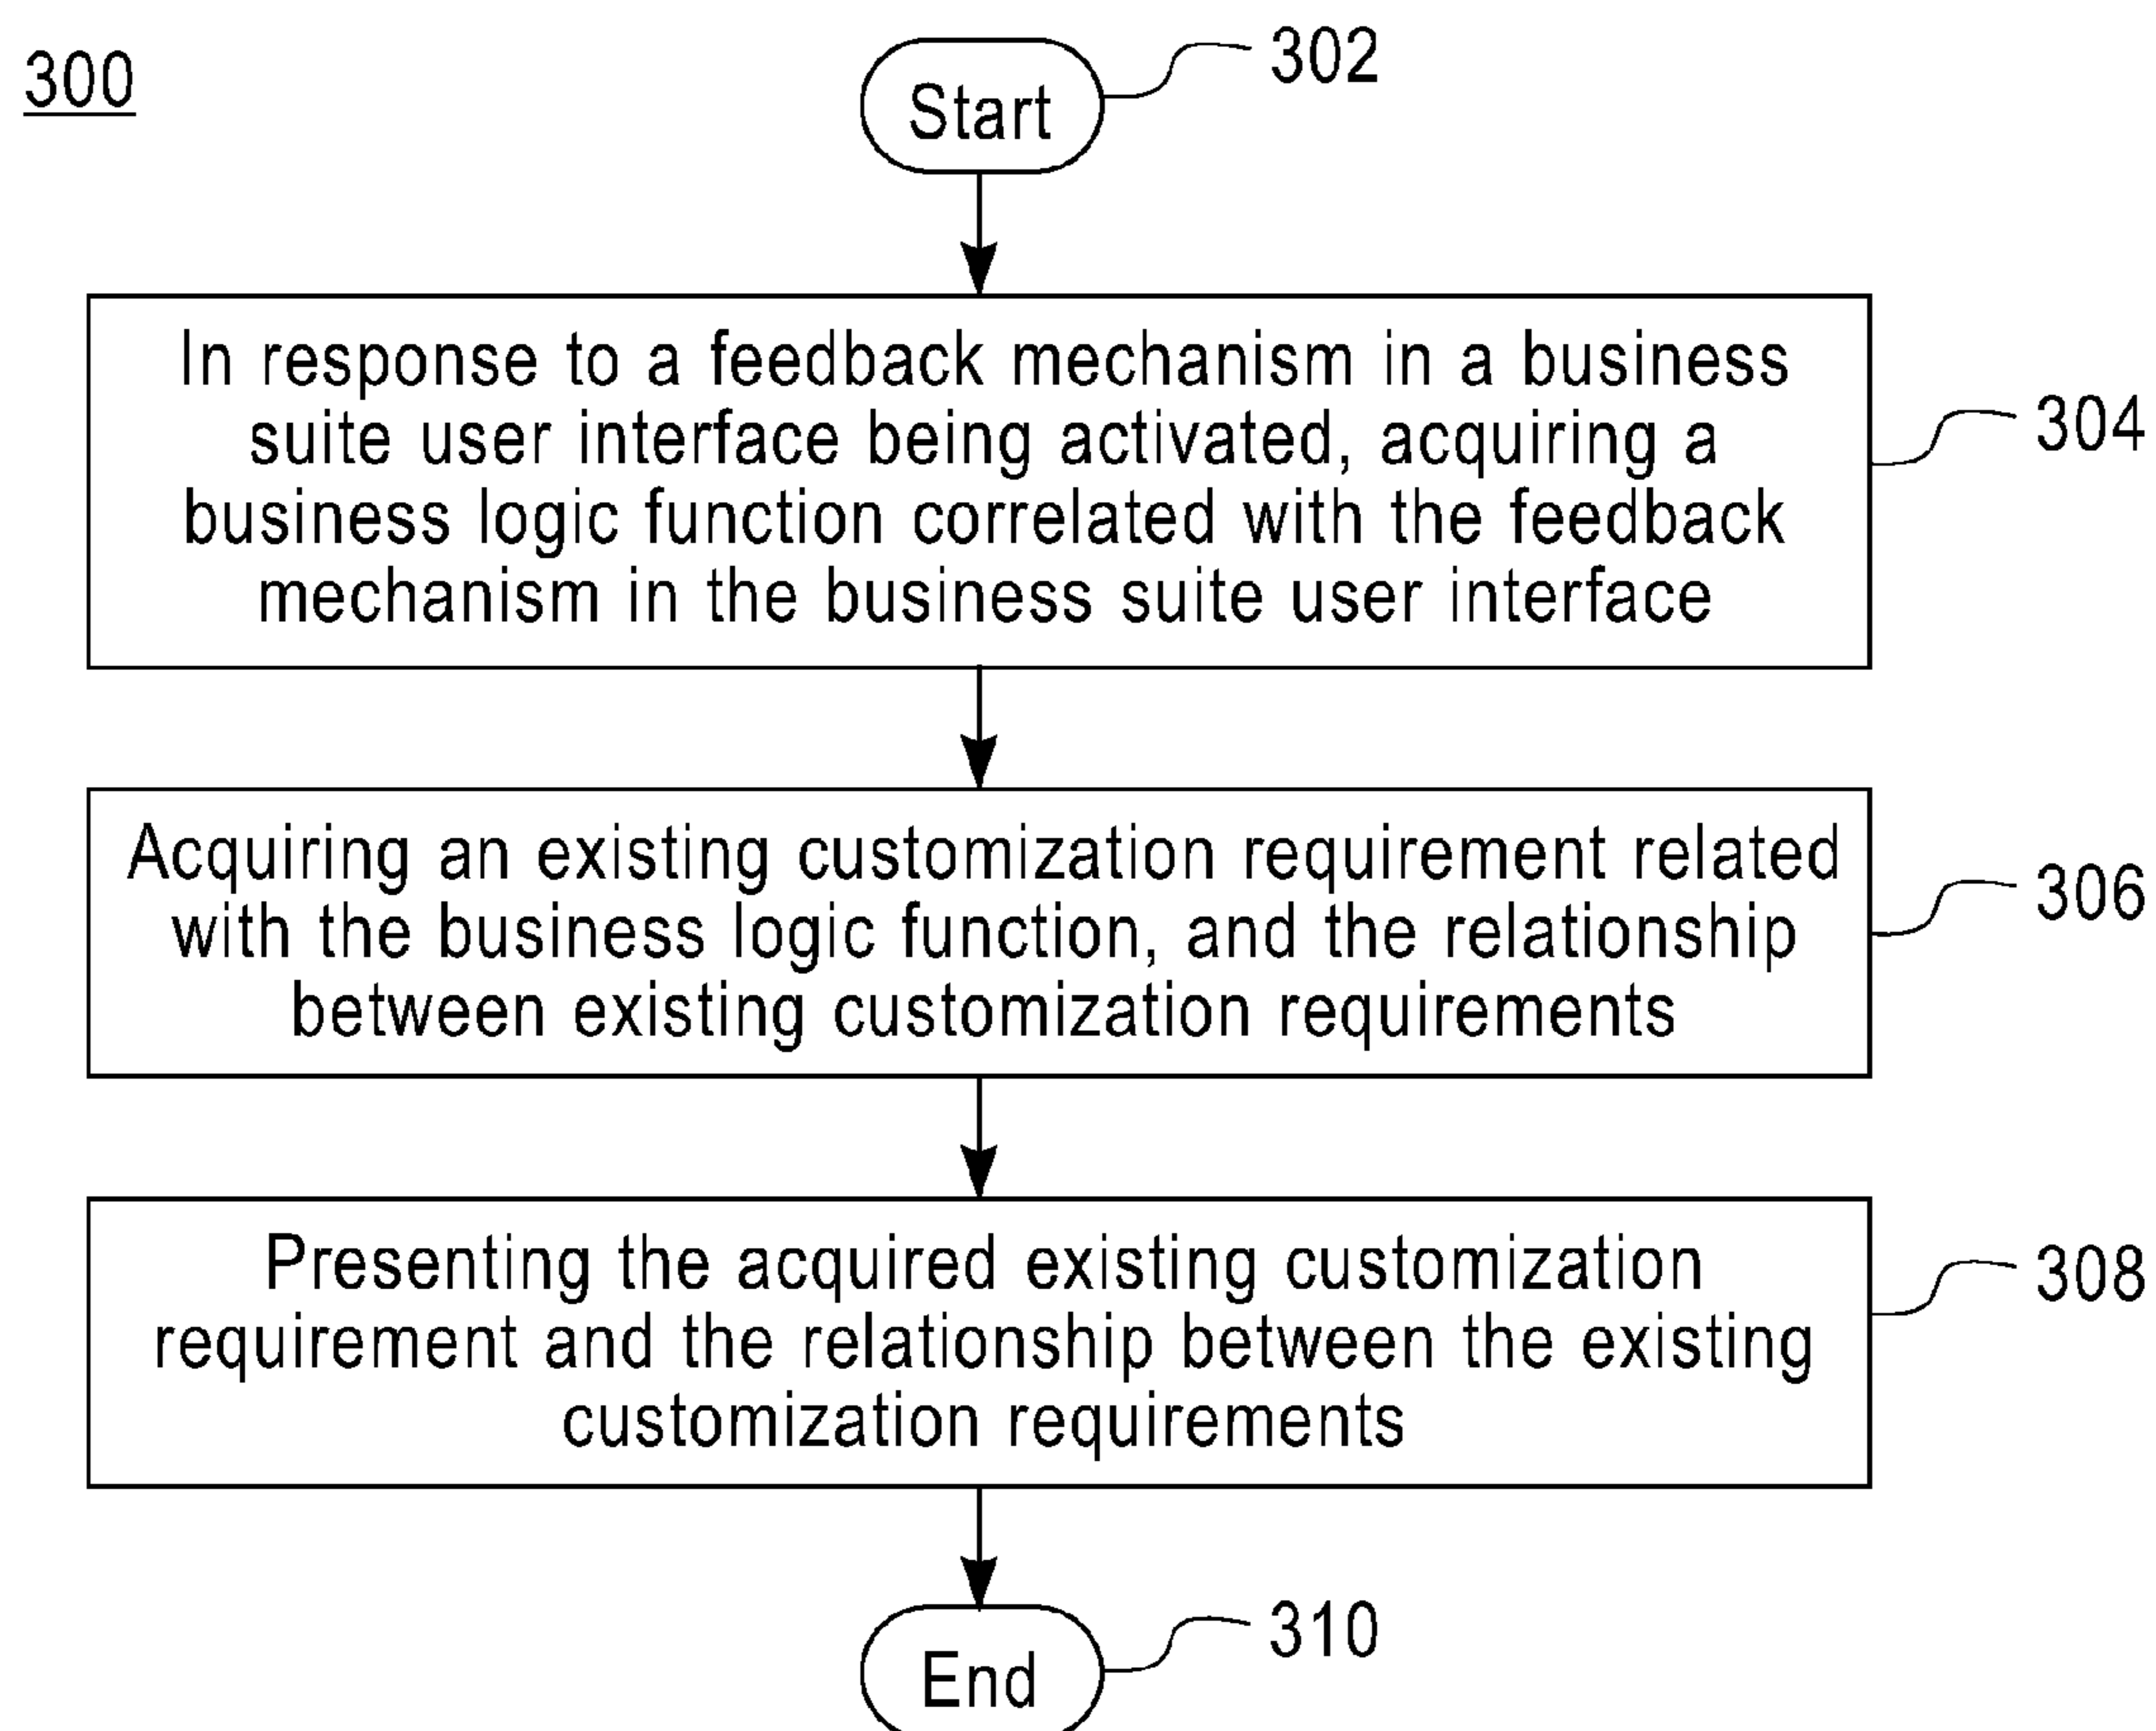 300
Start
302
In response to a feedback mechanism in a business
suite user interface being activated, acquiring a
business logic function correlated with the feedback
mechanism in the business suite user interface
304
Acquiring an existing customization requirement related
with the business logic function, and the relationship
between existing customization requirements
306
Presenting the acquired existing customization
requirement and the relationship between the existing
customization requirements
308
End
310